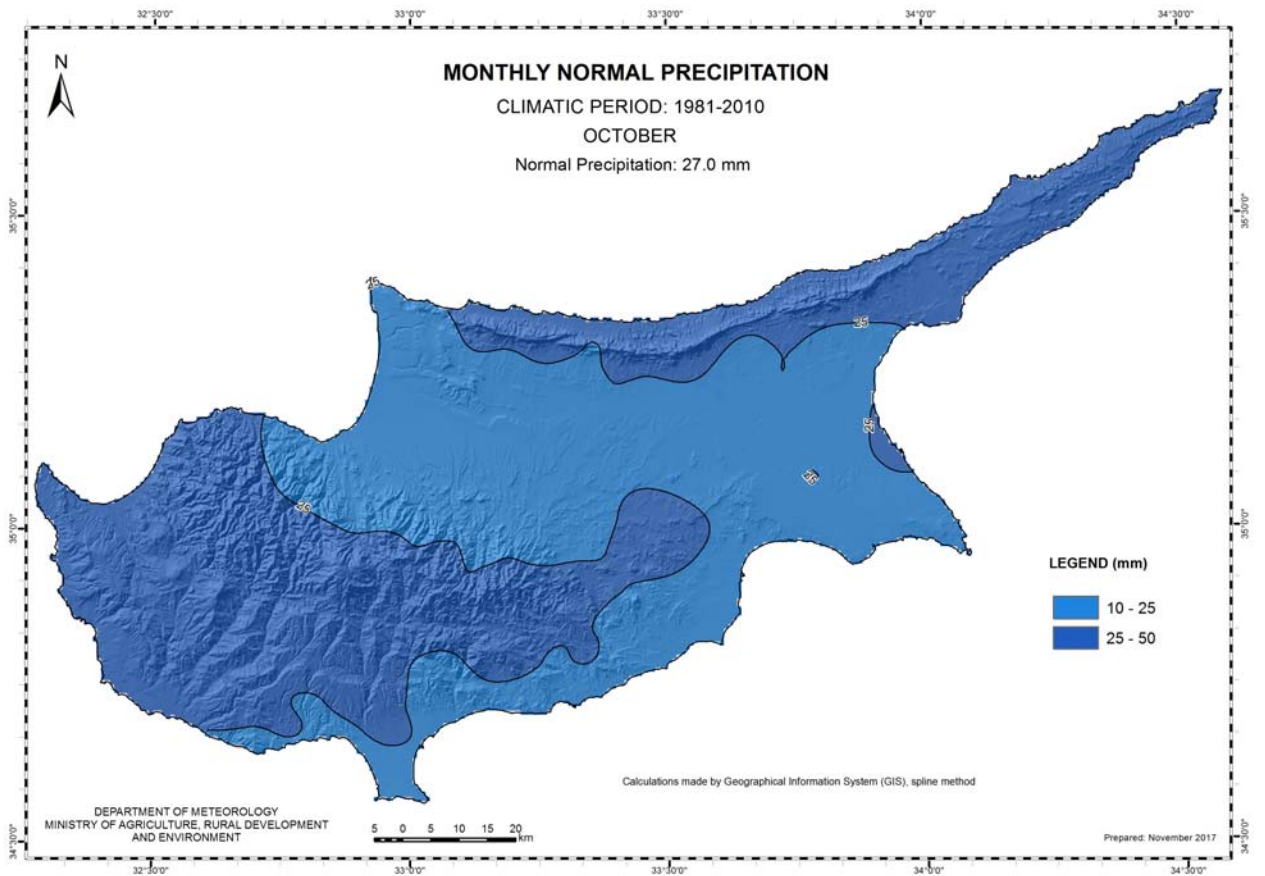 32°30'0" 33°0'0" 33°30'0" 34°0'0" 34°30'0"
N
MONTHLY NORMAL PRECIPITATION
CLIMATIC PERIOD: 1981-2010
OCTOBER
Normal Precipitation: 27.0 mm
35°30'0" 35°30'0"
25
25
25
25
25
35°0'0" 35°0'0"
LEGEND (mm)
10 - 25
25 - 50
Calculations made by Geographical Information System (GIS), spline method
DEPARTMENT OF METEOROLOGY
MINISTRY OF AGRICULTURE, RURAL DEVELOPMENT
AND ENVIRONMENT
5 0 5 10 15 20
km
Prepared: November 2017
34°30'0" 34°30'0"
32°30'0" 33°0'0" 33°30'0" 34°0'0" 34°30'0"